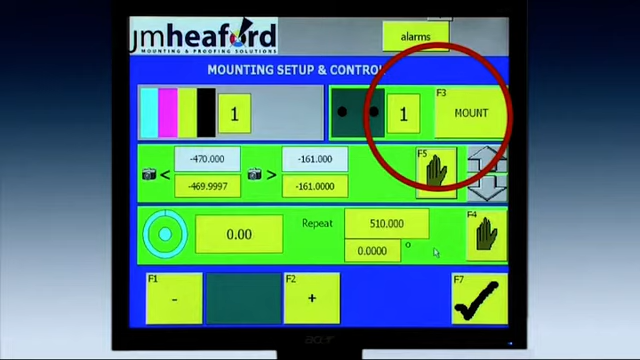 jmheaford
MOUNTING & PROOFING SOLUTIONS
alarms
MOUNTING SETUP & CONTROL
1
1
F3
MOUNT
< -470.000 > -161.000
-469.9997 -161.0000
F5
0.00
Repeat
510.000
0.0000 °
F4
F1
-
F2
+
F7
acer